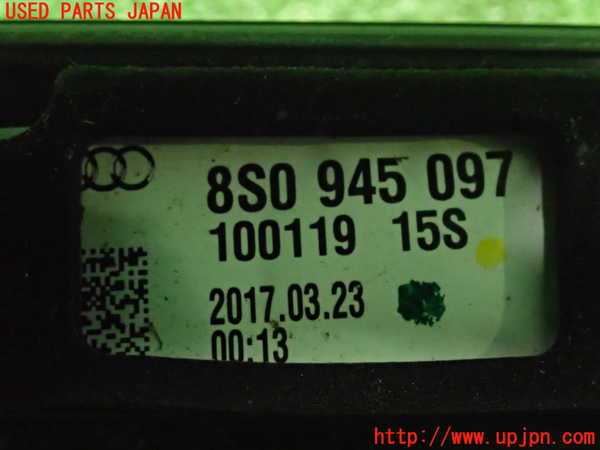 USED PARTS JAPAN
8S0 945 097
100119 15S
2017.03.23
00:13
http://www.upjpn.com/